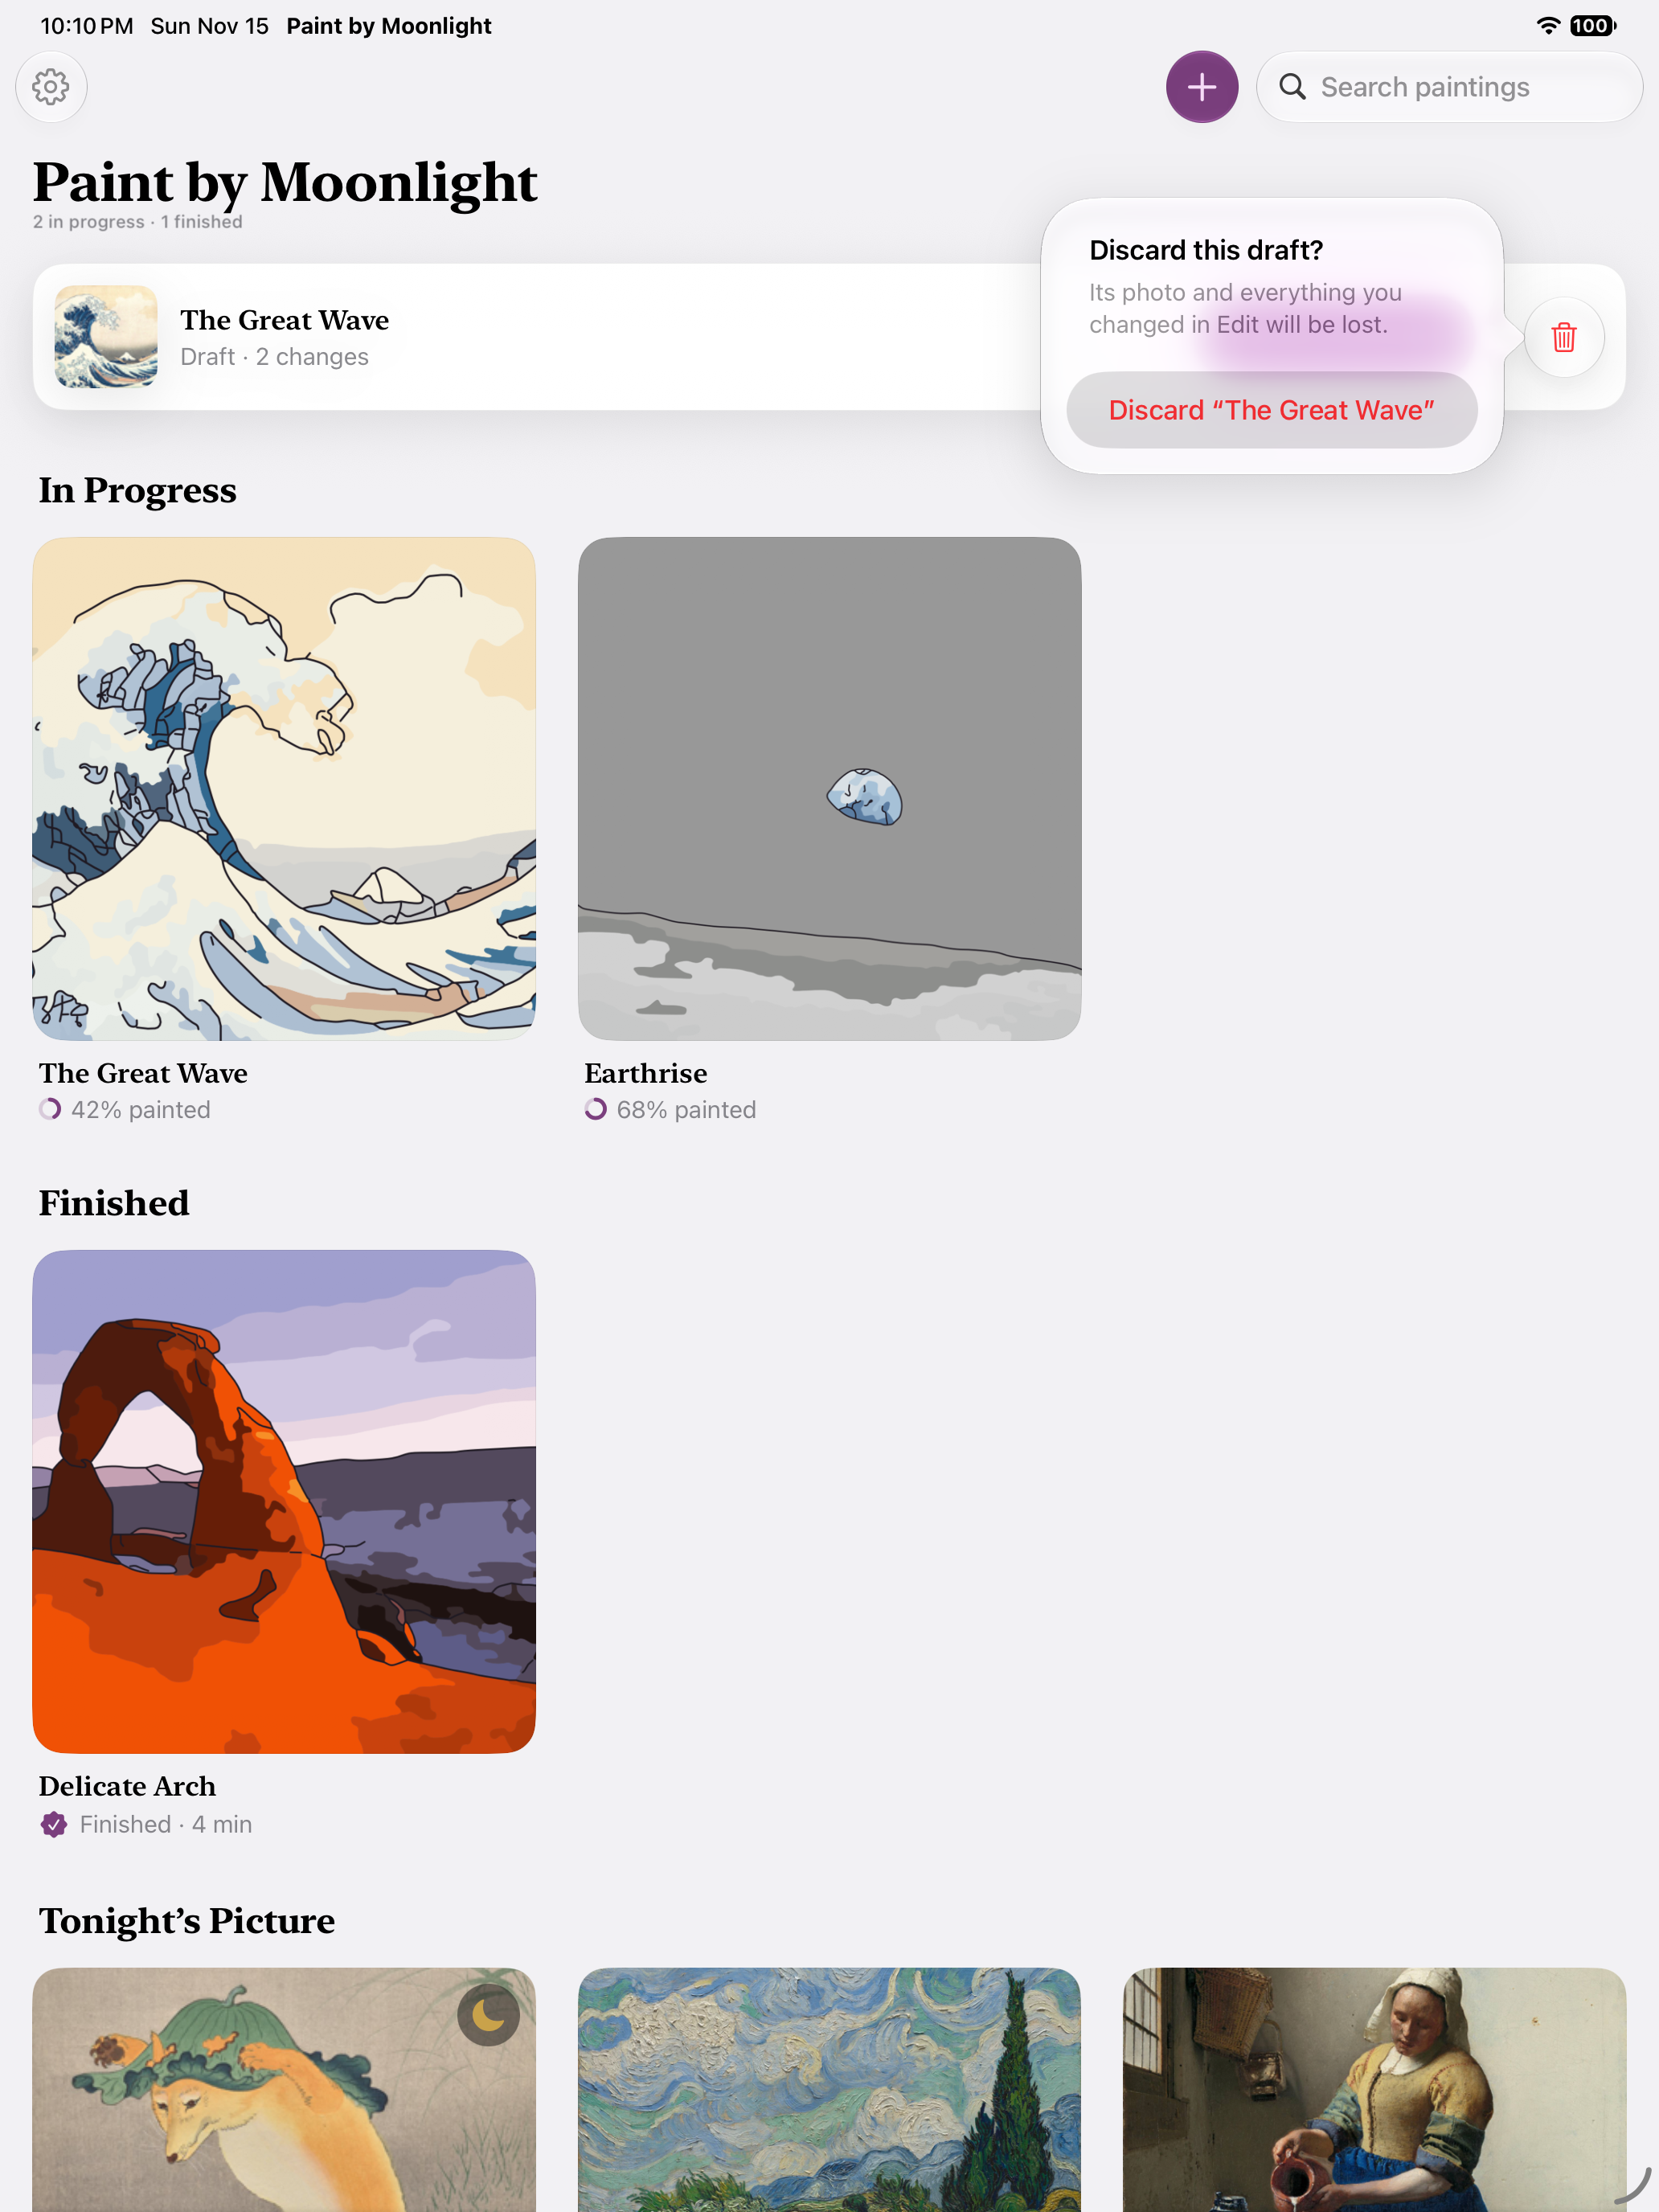 10:10 PM Sun Nov 15 Paint by Moonlight
100
Search paintings
Paint by Moonlight
2 in progress · 1 finished
Discard this draft?
Its photo and everything you
changed in Edit will be lost.
Discard “The Great Wave”
The Great Wave
Draft · 2 changes
In Progress
The Great Wave
42% painted
Earthrise
68% painted
Finished
Delicate Arch
Finished · 4 min
Tonight’s Picture